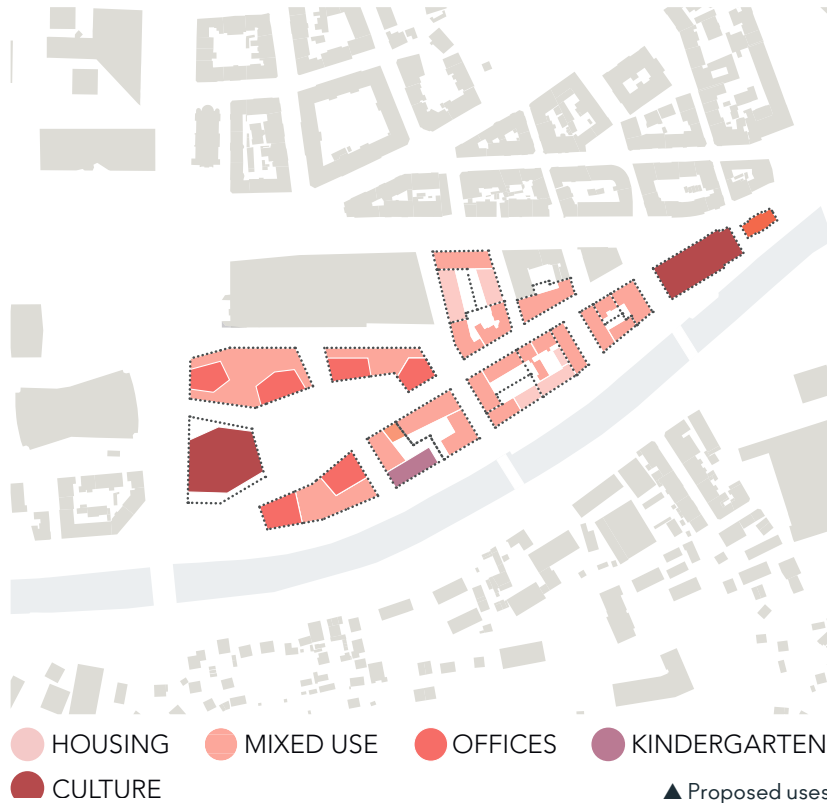 HOUSING MIXED USE OFFICES KINDERGARTEN
CULTURE
▲ Proposed uses